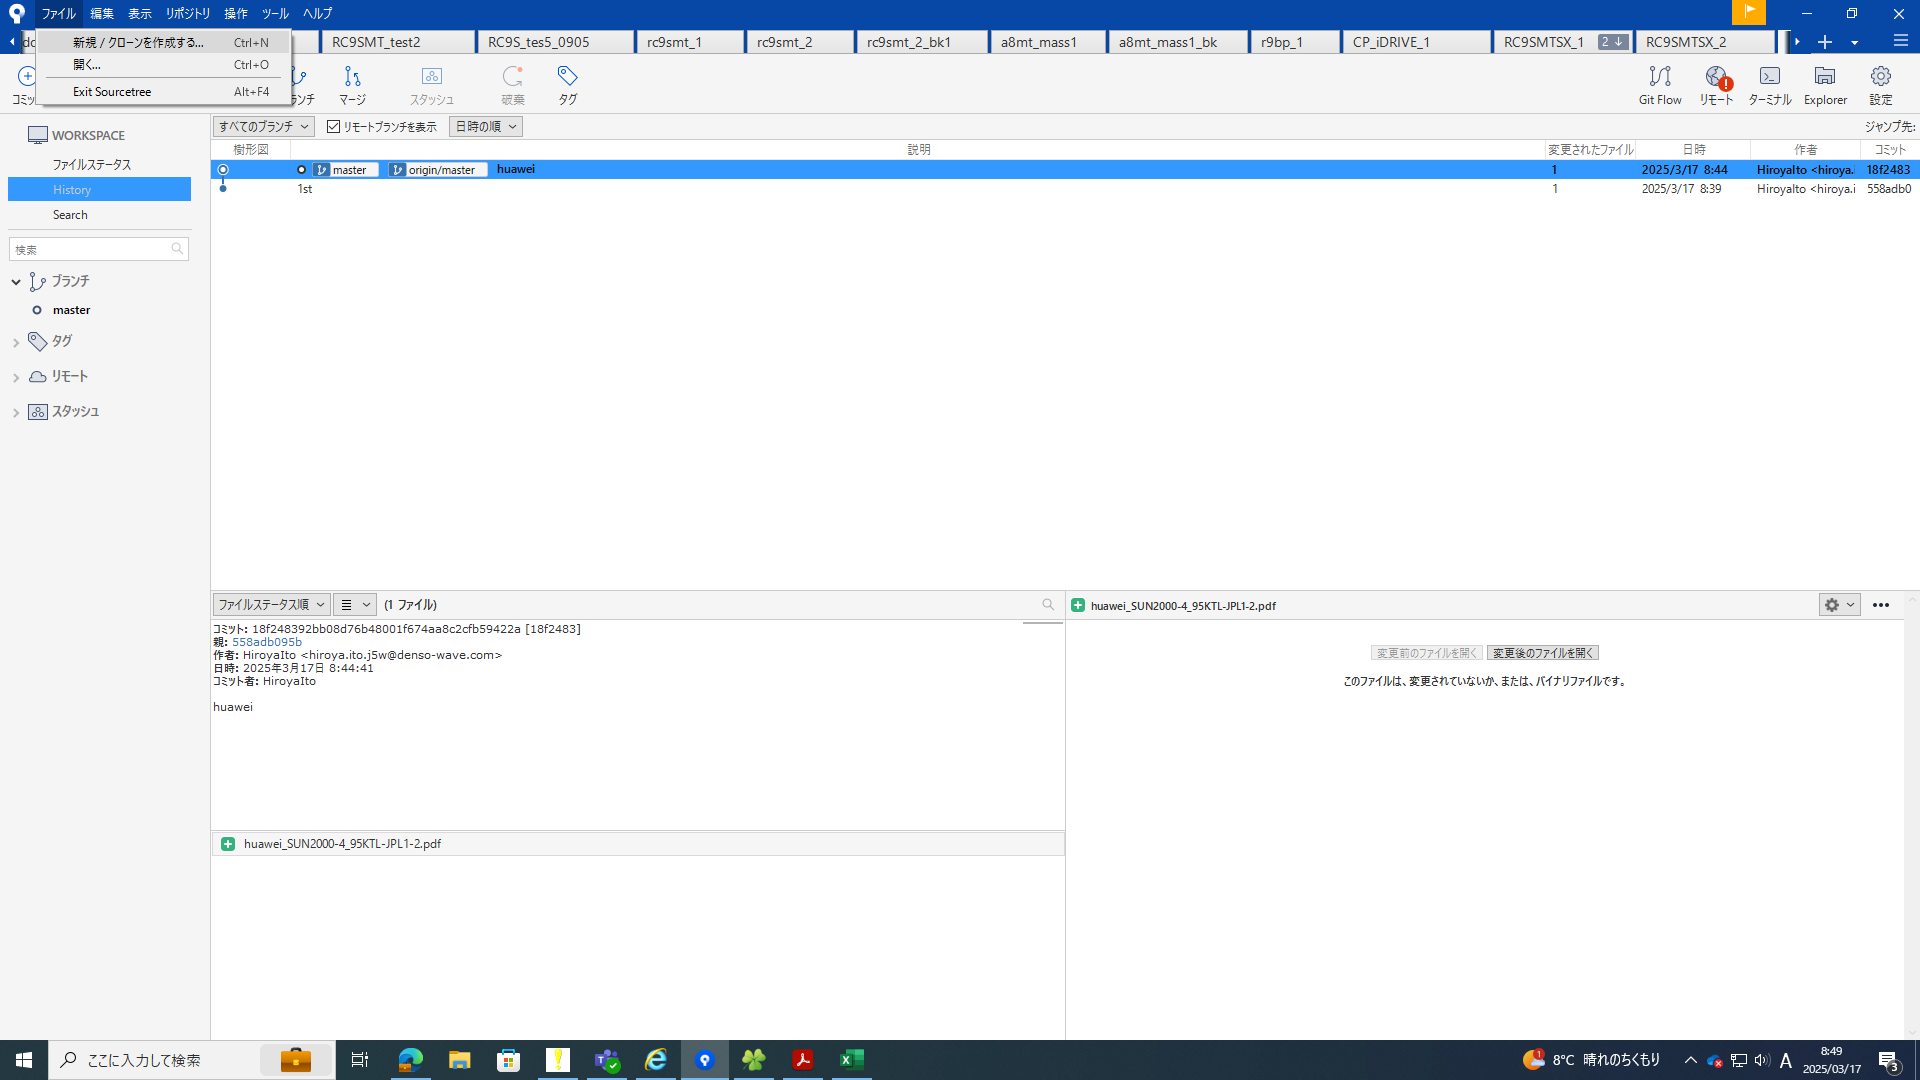 ファイル 編集 表示 リポジトリ 操作 ツール ヘルプ
新規 / クローンを作成する... Ctrl+N
開く... Ctrl+O
Exit Sourcetree Alt+F4
RC9SMT_test2 RC9S_tes5_0905 rc9smt_1 rc9smt_2 rc9smt_2_bk1 a8mt_mass1 a8mt_mass1_bk r9bp_1 CP_iDRIVE_1 RC9SMTSX_1 2 RC9SMTSX_2
マージ スタッシュ 破棄 タグ Git Flow リモート ターミナル Explorer 設定
WORKSPACE
ファイルステータス
History
Search
検索
ブランチ
master
タグ
リモート
スタッシュ
すべてのブランチ リモートブランチを表示 日時の順 ジャンプ先:
樹形図 説明 変更されたファイル 日時 作者 コミット
master origin/master huawei 1 2025/3/17 8:44 HiroyaIto <hiroya.i 18f2483
1st 1 2025/3/17 8:39 HiroyaIto <hiroya.i 558adb0
ファイルステータス順 (1 ファイル)
コミット: 18f248392bb08d76b48001f674aa8c2cfb59422a [18f2483]
親: 558adb095b
作者: HiroyaIto <hiroya.ito.j5w@denso-wave.com>
日時: 2025年3月17日 8:44:41
コミット者: HiroyaIto
huawei
huawei_SUN2000-4_95KTL-JPL1-2.pdf
huawei_SUN2000-4_95KTL-JPL1-2.pdf
変更前のファイルを開く 変更後のファイルを開く
このファイルは、変更されていないか、または、バイナリファイルです。
ここに入力して検索
1 8°C 晴れのちくもり A 8:49
2025/03/17 3